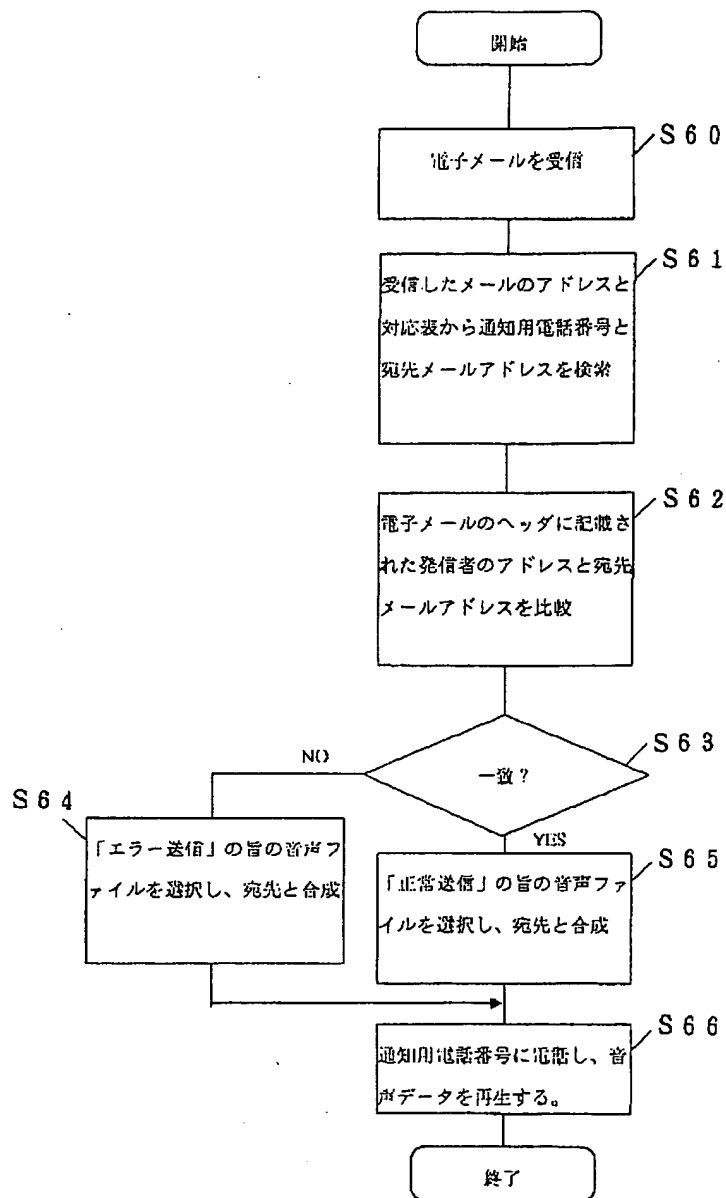 開始
S60
電子メールを受信
S61
受信したメールのアドレスと
対応表から通知用電話番号と
宛先メールアドレスを検索
S62
電子メールのヘッダに記載さ
れた発信者のアドレスと宛先
メールアドレスを比較
S63
一致?
NO
YES
S64
「エラー送信」の旨の音声フ
ァイルを選択し、宛先と合成
S65
「正常送信」の旨の音声ファ
イルを選択し、宛先と合成
S66
通知用電話番号に電話し、音
声データを再生する。
終了